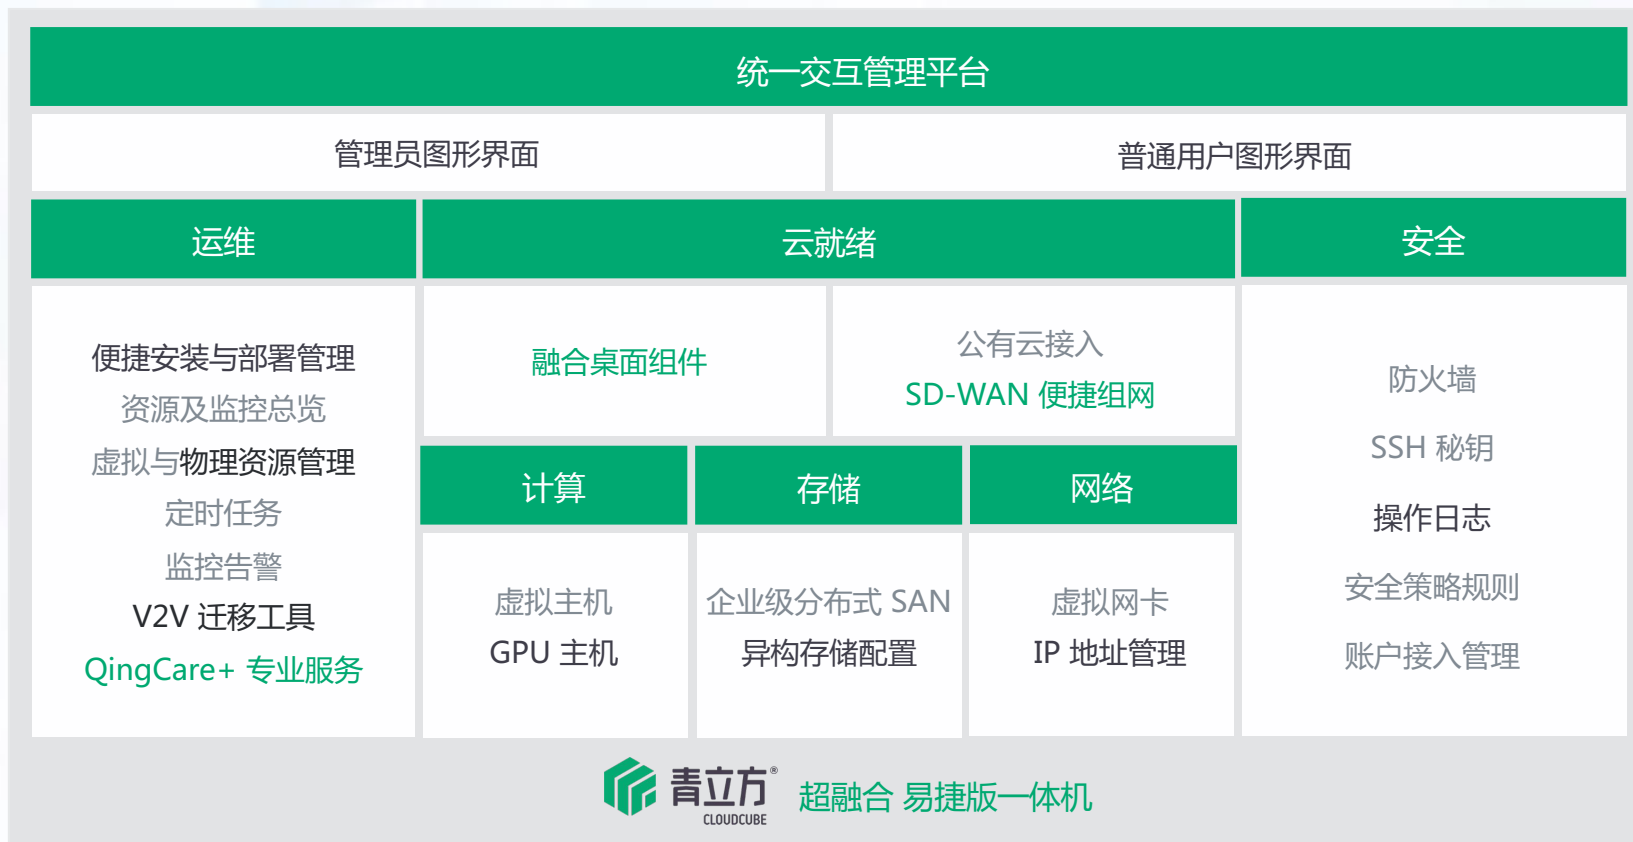 统一交互管理平台
管理员图形界面
普通用户图形界面
运维
云就绪
安全
便捷安装与部署管理
资源及监控总览
虚拟与物理资源管理
定时任务
监控告警
V2V 迁移工具
QingCare+ 专业服务
融合桌面组件
公有云接入
SD-WAN 便捷组网
计算
存储
网络
虚拟主机
GPU 主机
企业级分布式 SAN
异构存储配置
虚拟网卡
IP 地址管理
防火墙
SSH 秘钥
操作日志
安全策略规则
账户接入管理
青立方®
CLOUDCUBE
超融合 易捷版一体机